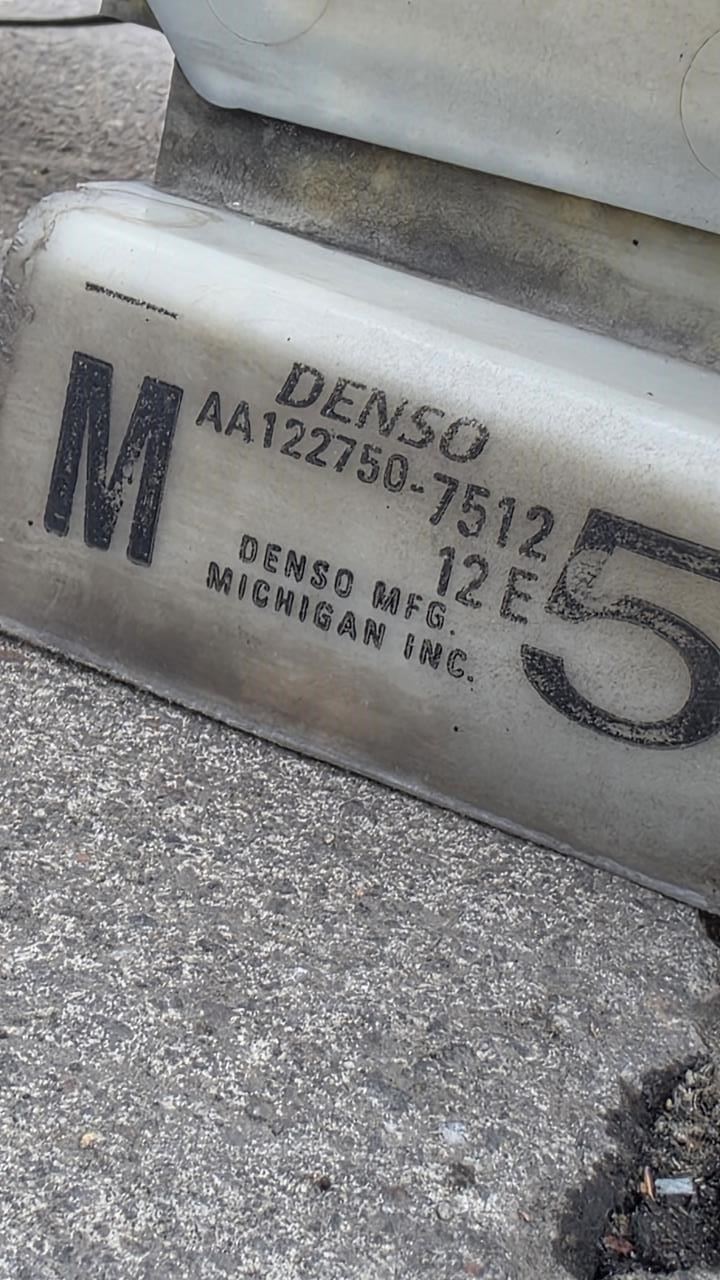 M
DENSO
AA122750-7512
12 E
5
DENSO MFG.
MICHIGAN INC.